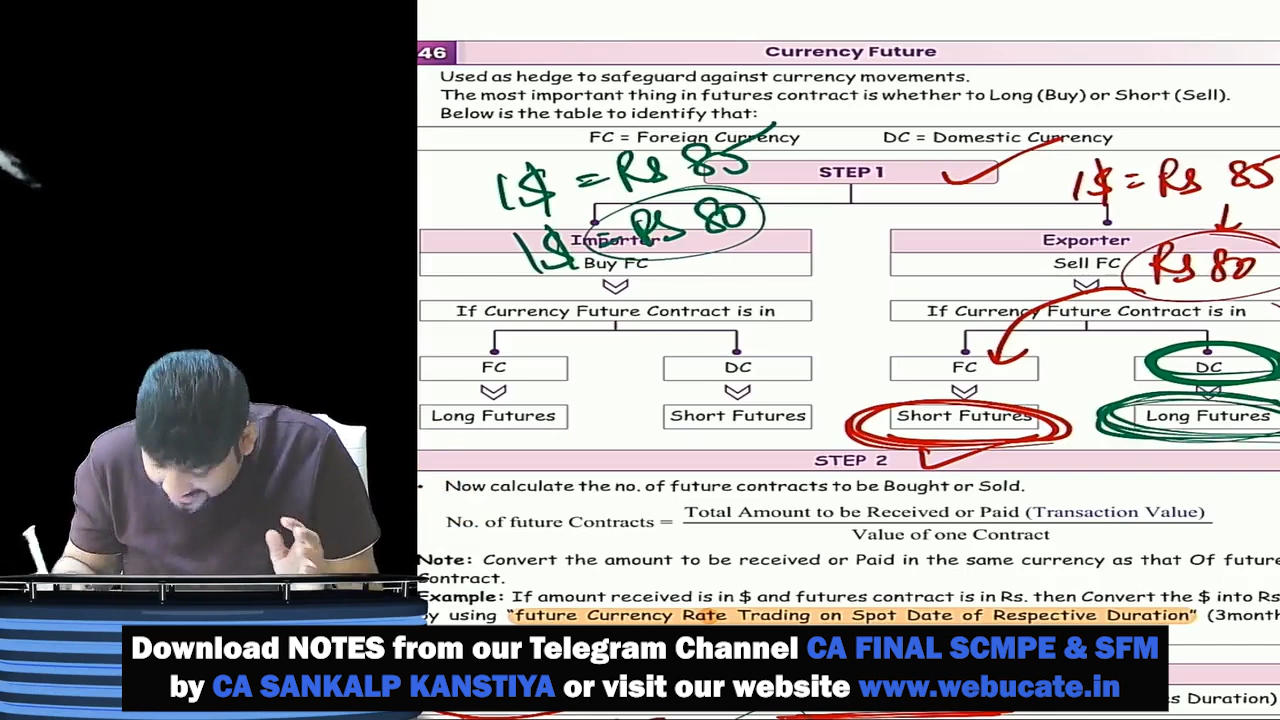 46
Currency Future
Used as hedge to safeguard against currency movements.
The most important thing in futures contract is whether to Long (Buy) or Short (Sell).
Below is the table to identify that:
FC = Foreian Currency
DC = Domestic Currency
1$ = Rs 85
STEP 1
1$ = Rs 85
1$ = Rs 80
Importer
Exporter
Rs 80
Buy FC
Sell FC
If Currency Future Contract is in
If Currency Future Contract is in
FC
DC
FC
DC
Long Futures
Short Futures
Short Futures
Long Futures
STEP 2
• Now calculate the no. of future contracts to be Bought or Sold.
No. of future Contracts = Total Amount to be Received or Paid (Transaction Value)
Value of one Contract
Note: Convert the amount to be received or Paid in the same currency as that Of future
Contract.
Example: If amount received is in $ and futures contract is in Rs. then Convert the $ into Rs
by using "future Currency Rate Trading on Spot Date of Respective Duration" (3month
Duration)
Download NOTES from our Telegram Channel CA FINAL SCMPE & SFM
by CA SANKALP KANSTIYA or visit our website www.webucate.in